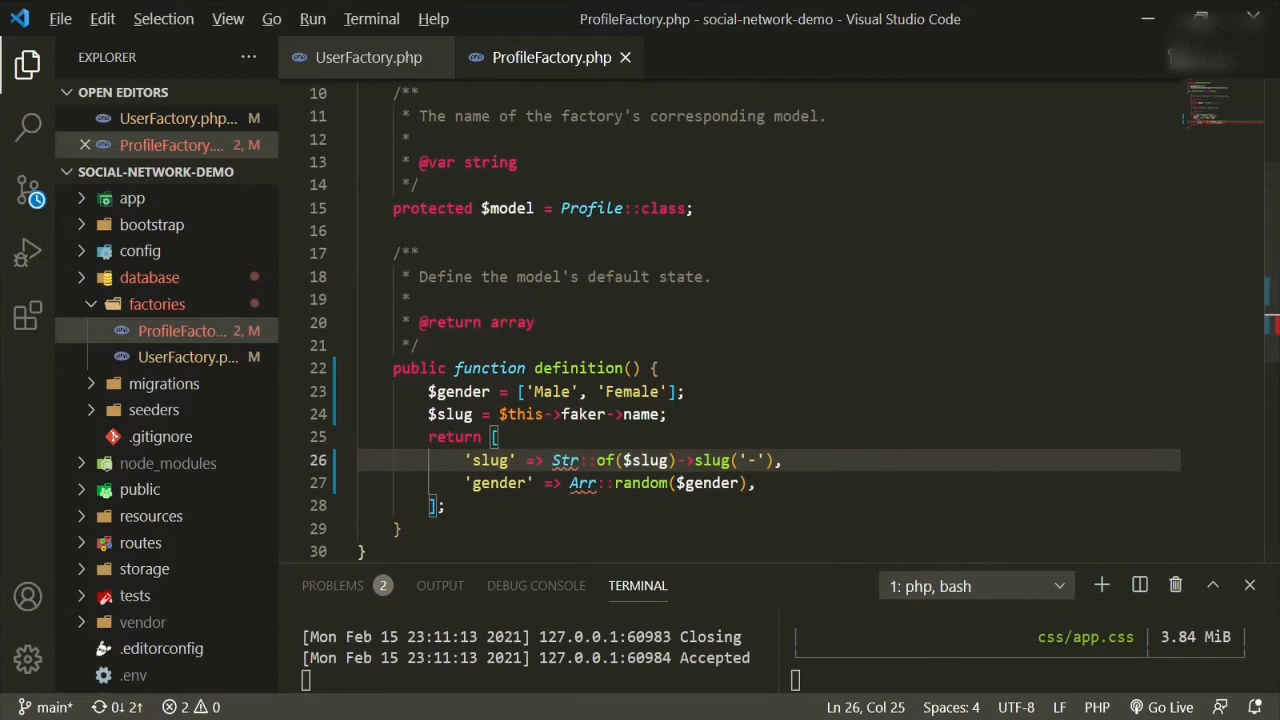 File Edit Selection View Go Run Terminal Help ProfileFactory.php - social-network-demo - Visual Studio Code
EXPLORER ···
UserFactory.php
ProfileFactory.php
OPEN EDITORS
UserFactory.php... M
ProfileFactory.... 2, M
SOCIAL-NETWORK-DEMO
app
bootstrap
config
database
factories
ProfileFacto... 2, M
UserFactory.p... M
migrations
seeders
.gitignore
node_modules
public
resources
routes
storage
tests
vendor
.editorconfig
.env
10 /**
11 * The name of the factory's corresponding model.
12 *
13 * @var string
14 */
15 protected $model = Profile::class;
16
17 /**
18 * Define the model's default state.
19 *
20 * @return array
21 */
22 public function definition() {
23 $gender = ['Male', 'Female'];
24 $slug = $this->faker->name;
25 return [
26 'slug' => Str::of($slug)->slug('-'),
27 'gender' => Arr::random($gender),
28 ];
29 }
30 }
PROBLEMS 2 OUTPUT DEBUG CONSOLE TERMINAL 1: php, bash
[Mon Feb 15 23:11:13 2021] 127.0.0.1:60983 Closing
[Mon Feb 15 23:11:13 2021] 127.0.0.1:60984 Accepted
css/app.css | 3.84 MiB
main* 0↓ 2↑ 2 0 Ln 26, Col 25 Spaces: 4 UTF-8 LF PHP Go Live